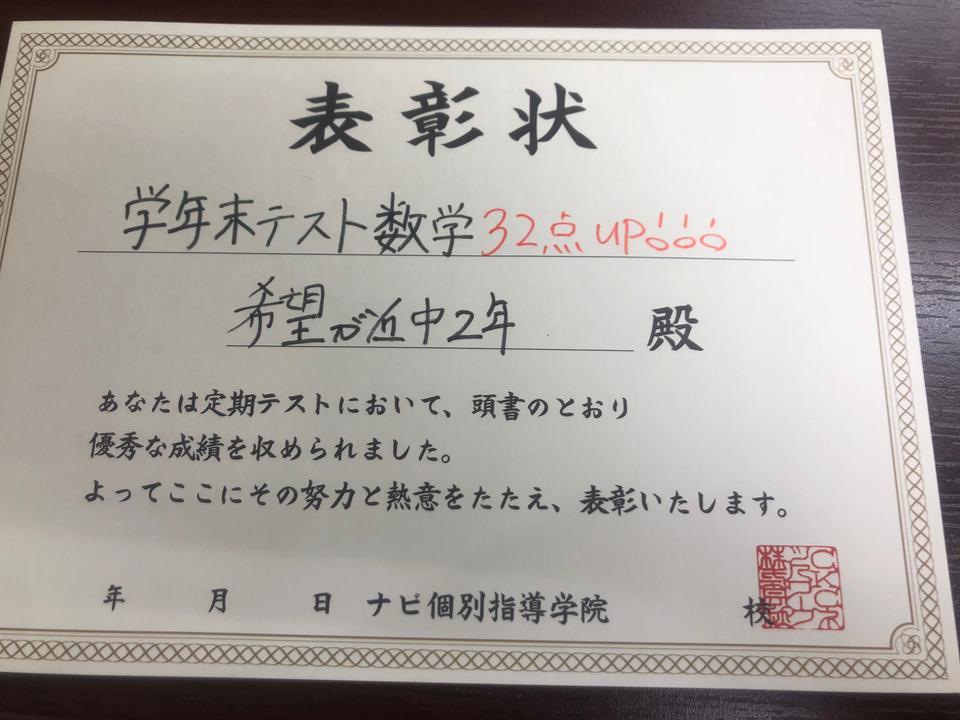 表彰状
学年末テスト数学32点UP!!!
希望が丘中2年 殿
あなたは定期テストにおいて、頭書のとおり
優秀な成績を収められました。
よってここにその努力と熱意をたたえ、表彰いたします。
年 月 日 ナビ個別指導学院 校